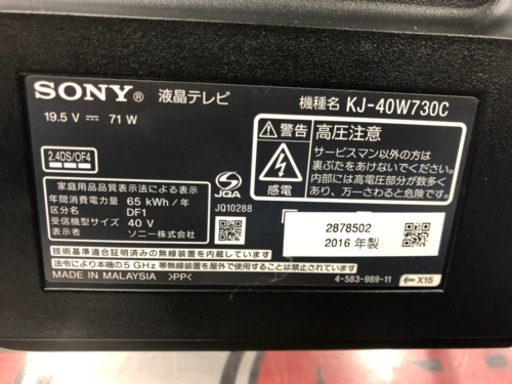 SONY® 液晶テレビ
機種名 KJ-40W730C
19.5 V ⎓ 71 W
2.4DS/OF4
家庭用品品質表示法による表示
年間消費電力量 65 kWh/年
区分名 DF1
受信機型サイズ 40 V
ソニー株式会社
JQA
JQ10288
警告
感電
高圧注意
サービスマン以外の方は
裏ぶたをあけないでください。
内部には高電圧部分が数多く
あり、万一さわると危険です。
2878502
2016 年製
技術基準適合証明済みの無線装置を内蔵しています。
法令により本機の5 GHz 帯無線装置を屋外で使用することは禁止されています。
MADE IN MALAYSIA >PP<
4-583-989-11
X15